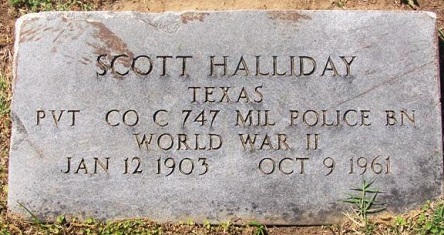 SCOTT HALLIDAY
TEXAS
PVT CO C 747 MIL POLICE BN
WORLD WAR II
JAN 12 1903 OCT 9 1961